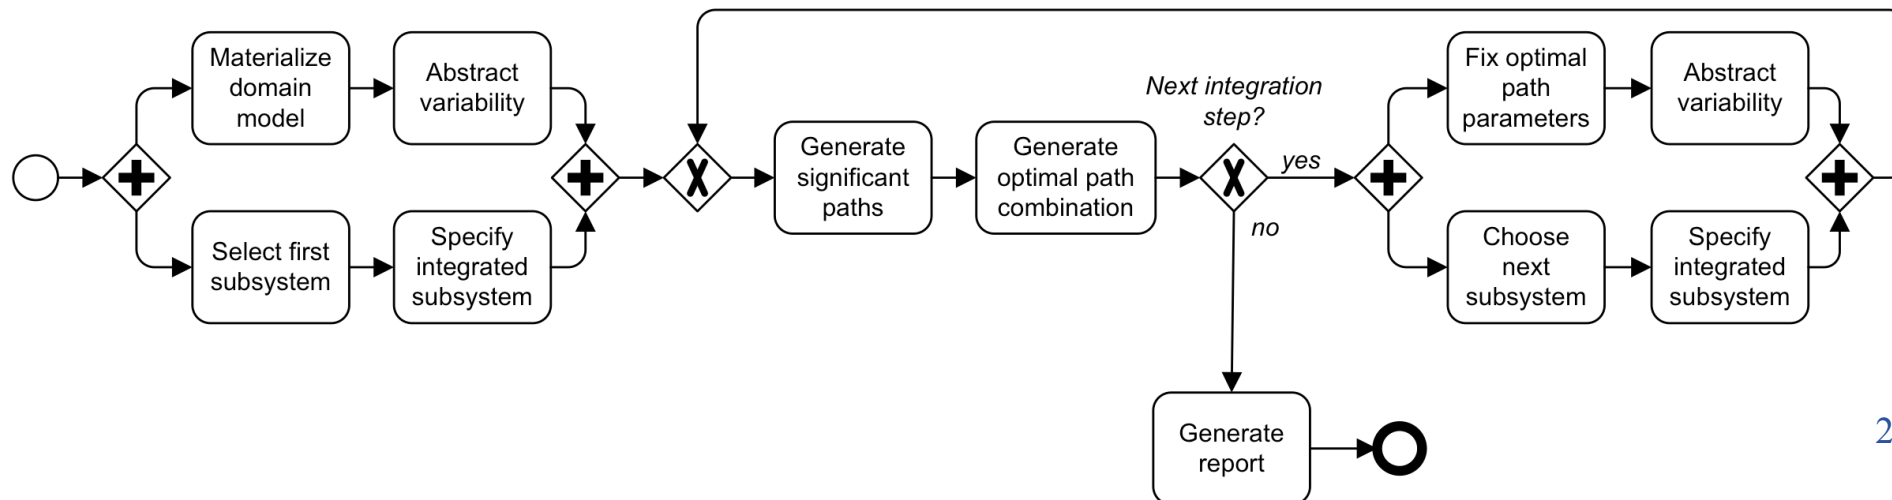 Materialize
domain
model
Abstract
variability
Select first
subsystem
Specify
integrated
subsystem
Generate
significant
paths
Generate
optimal path
combination
Next integration
step?
yes
no
Fix optimal
path
parameters
Abstract
variability
Choose
next
subsystem
Specify
integrated
subsystem
Generate
report
2